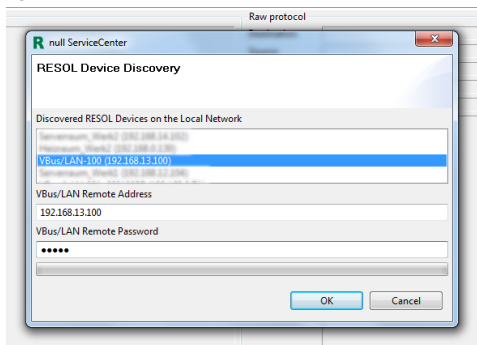 Raw protocol
R null ServiceCenter
RESOL Device Discovery
Discovered RESOL Devices on the Local Network
VBus/LAN-100 (192.168.13.100)
VBus/LAN Remote Address
192.168.13.100
VBus/LAN Remote Password
•••••
OK Cancel